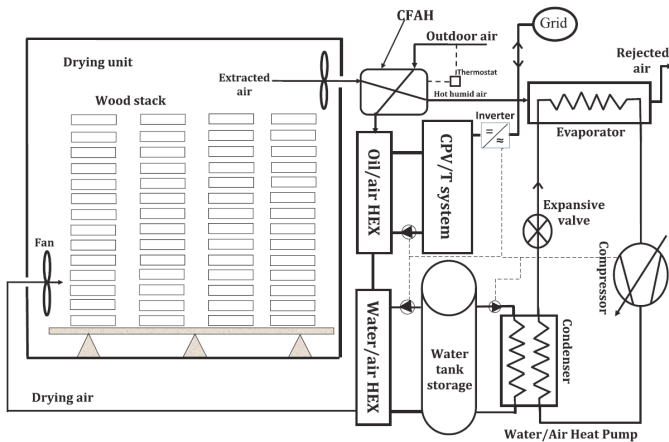 CFAH
Grid
Drying unit
Outdoor air
Rejected
air
Extracted
air
Thermostat
Hot humid air
Wood stack
Inverter
=
≈
Evaporator
Oil/air HEX
CPV/T system
Expansive
valve
Fan
Compressor
Water/air HEX
Water
tank
storage
Condenser
Drying air
Water/Air Heat Pump